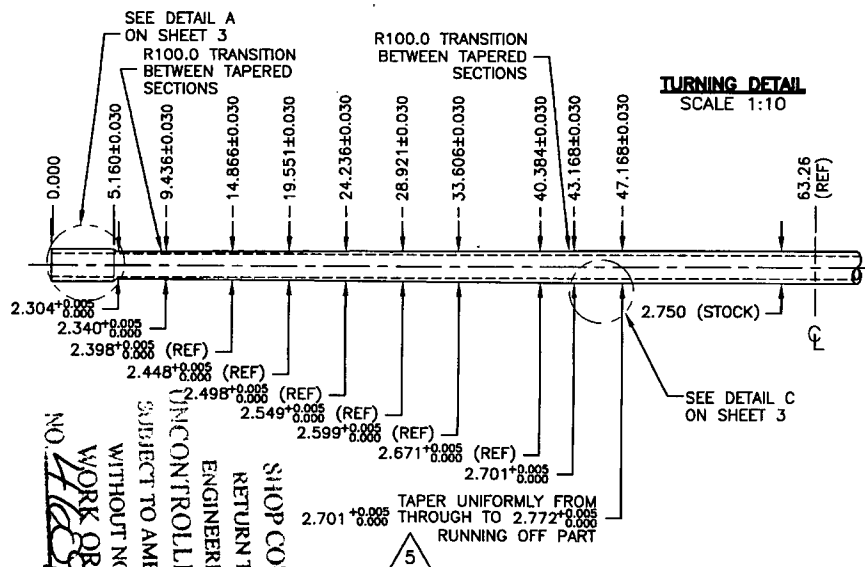 SEE DETAIL A
ON SHEET 3
R100.0 TRANSITION
BETWEEN TAPERED
SECTIONS
R100.0 TRANSITION
BETWEEN TAPERED
SECTIONS
TURNING DETAIL
SCALE 1:10
0.000
5.160±0.030
9.436±0.030
14.866±0.030
19.551±0.030
24.236±0.030
28.921±0.030
33.606±0.030
40.384±0.030
43.168±0.030
47.168±0.030
63.26
(REF)
2.304+0.005 0.000
2.340+0.005 0.000
2.398+0.005 0.000 (REF)
2.448+0.005 0.000 (REF)
2.498+0.005 0.000 (REF)
2.549+0.005 0.000 (REF)
2.599+0.005 0.000 (REF)
2.671+0.005 0.000 (REF)
2.701+0.005 0.000
2.750 (STOCK)
SEE DETAIL C
ON SHEET 3
TAPER UNIFORMLY FROM
2.701+0.005 0.000 THROUGH TO 2.772+0.005 0.000
RUNNING OFF PART
5
SHOP CO
RETURN T
ENGINEER
UNCONTROLL
SUBJECT TO AM
WITHOUT NO
WORK OR
NO.